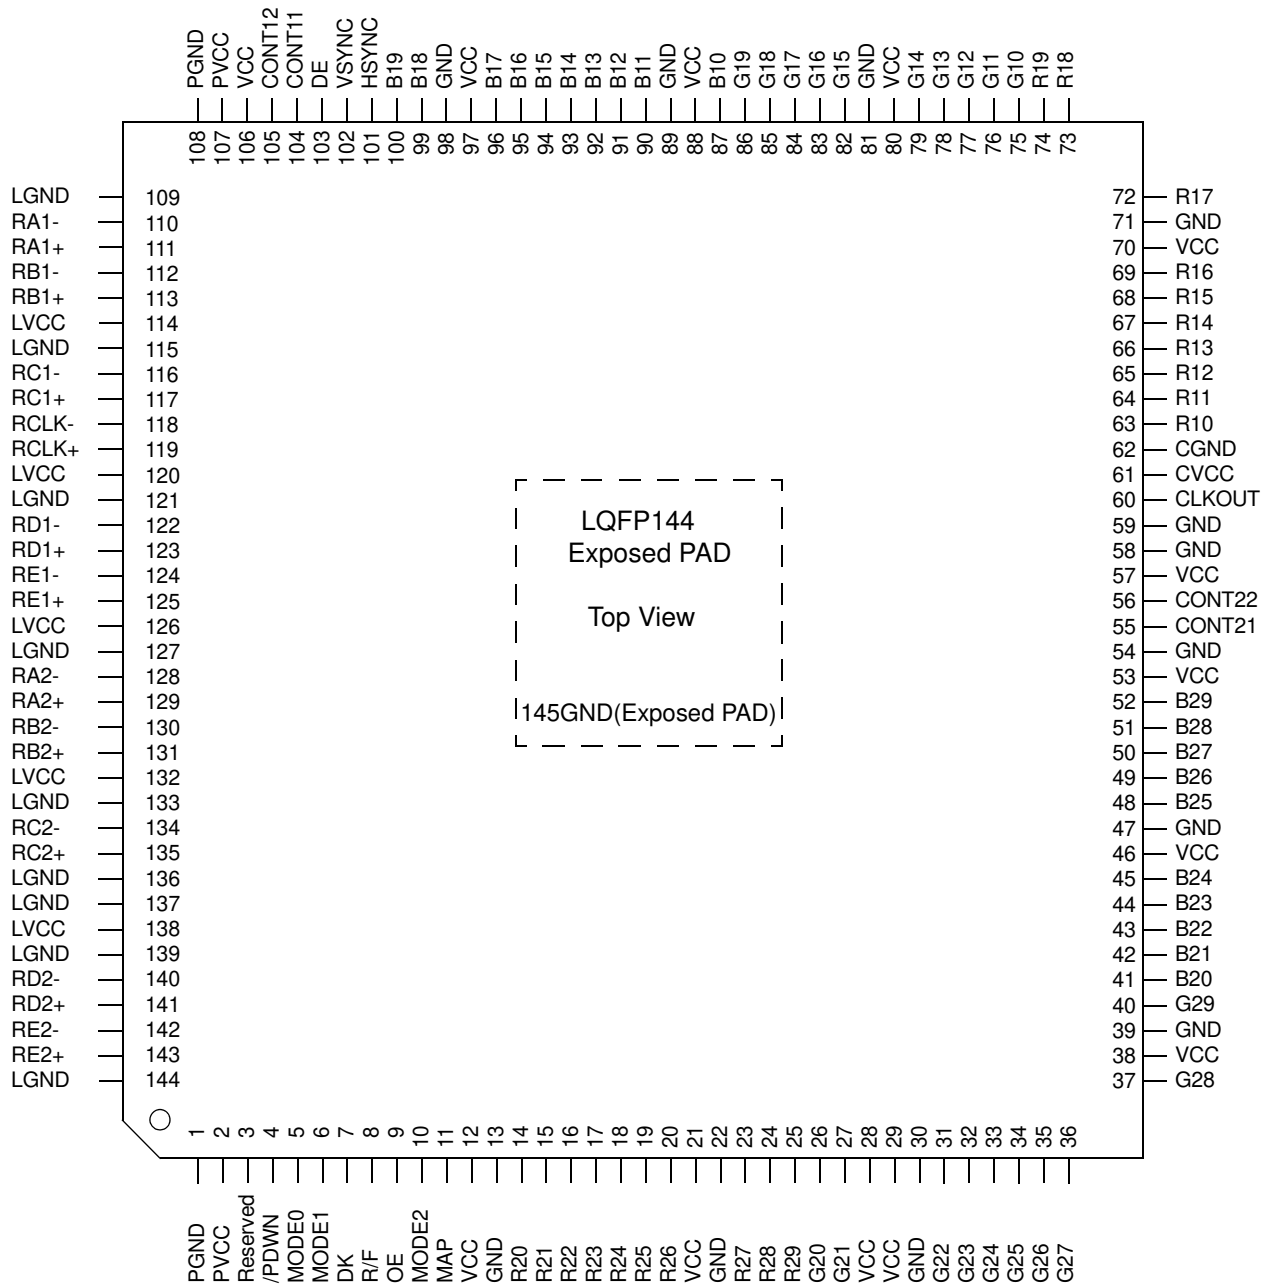 PGND PVCC VCC CONT12 CONT11 DE VSYNC HSYNC B19 B18 GND VCC B17 B16 B15 B14 B13 B12 B11 GND VCC B10 G19 G18 G17 G16 G15 GND VCC G14 G13 G12 G11 G10 R19 R18
108 107 106 105 104 103 102 101 100 99 98 97 96 95 94 93 92 91 90 89 88 87 86 85 84 83 82 81 80 79 78 77 76 75 74 73
LGND 109 72 R17
RA1- 110 71 GND
RA1+ 111 70 VCC
RB1- 112 69 R16
RB1+ 113 68 R15
LVCC 114 67 R14
LGND 115 66 R13
RC1- 116 65 R12
RC1+ 117 64 R11
RCLK- 118 63 R10
RCLK+ 119 62 CGND
LVCC 120 61 CVCC
LGND 121 60 CLKOUT
RD1- 122 59 GND
RD1+ 123 58 GND
RE1- 124 57 VCC
RE1+ 125 56 CONT22
LVCC 126 55 CONT21
LGND 127 54 GND
RA2- 128 53 VCC
RA2+ 129 52 B29
RB2- 130 51 B28
RB2+ 131 50 B27
LVCC 132 49 B26
LGND 133 48 B25
RC2- 134 47 GND
RC2+ 135 46 VCC
LGND 136 45 B24
LGND 137 44 B23
LVCC 138 43 B22
LGND 139 42 B21
RD2- 140 41 B20
RD2+ 141 40 G29
RE2- 142 39 GND
RE2+ 143 38 VCC
LGND 144 37 G28
LQFP144
Exposed PAD
Top View
145GND(Exposed PAD)
1 2 3 4 5 6 7 8 9 10 11 12 13 14 15 16 17 18 19 20 21 22 23 24 25 26 27 28 29 30 31 32 33 34 35 36
PGND PVCC Reserved /PDWN MODE0 MODE1 DK R/F OE MODE2 MAP VCC GND R20 R21 R22 R23 R24 R25 R26 VCC GND R27 R28 R29 G20 G21 VCC VCC GND G22 G23 G24 G25 G26 G27